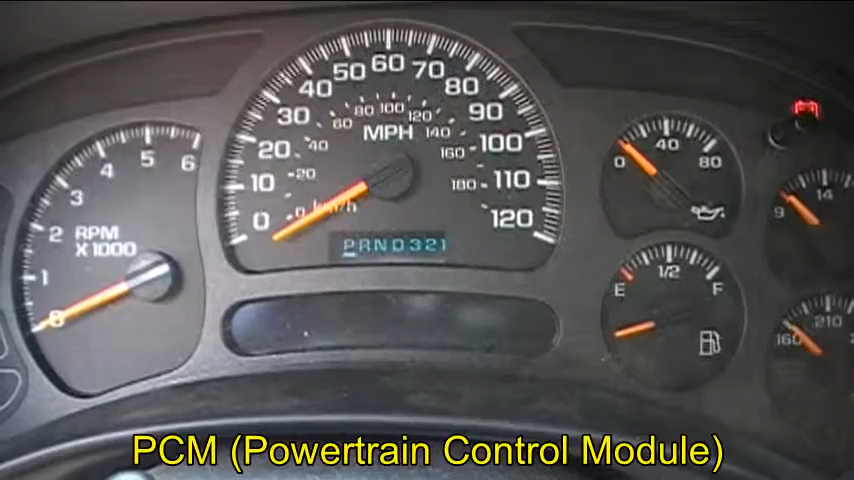 60
50 70
40 80
80 100 120
30 60 90
MPH 140
20 40 160 100
10 20 180 110
0 0 km/h 120
PRND321
6
5
4
3
2 RPM
X1000
1
0
0 40 80
9 14
E 1/2 F
160 210
PCM (Powertrain Control Module)